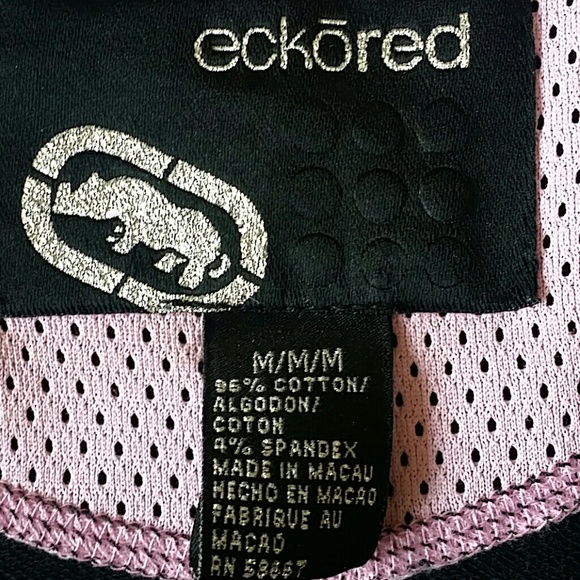 eckōred
M/M/M
96% COTTON/
ALGODON/
COTON
4% SPANDEX
MADE IN MACAU
HECHO EN MACAO
FABRIQUE AU
MACAO
RN